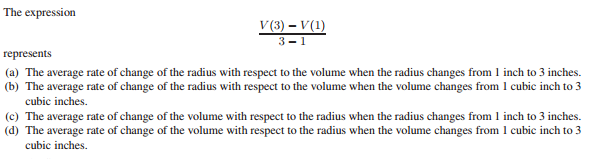 The expression
V(3) – V(1)
3 – 1
represents
(a) The average rate of change of the radius with respect to the volume when the radius changes from 1 inch to 3 inches.
(b) The average rate of change of the radius with respect to the volume when the volume changes from 1 cubic inch to 3
cubic inches.
(c) The average rate of change of the volume with respect to the radius when the radius changes from 1 inch to 3 inches.
(d) The average rate of change of the volume with respect to the radius when the volume changes from 1 cubic inch to 3
cubic inches.